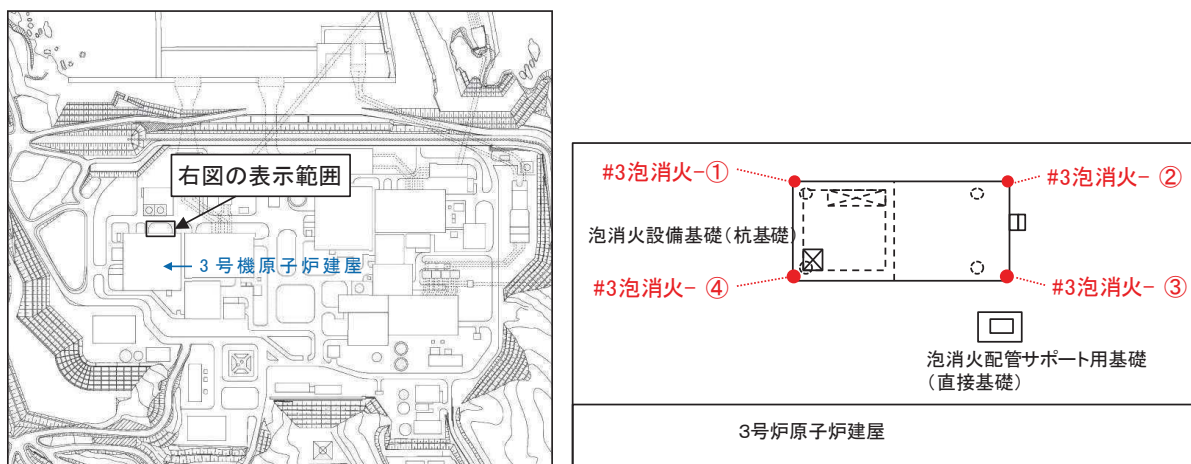 右図の表示範囲
← 3号機原子炉建屋
#3泡消火-①
#3泡消火- ②
泡消火設備基礎(杭基礎)
#3泡消火- ④
#3泡消火- ③
泡消火配管サポート用基礎
(直接基礎)
3号炉原子炉建屋